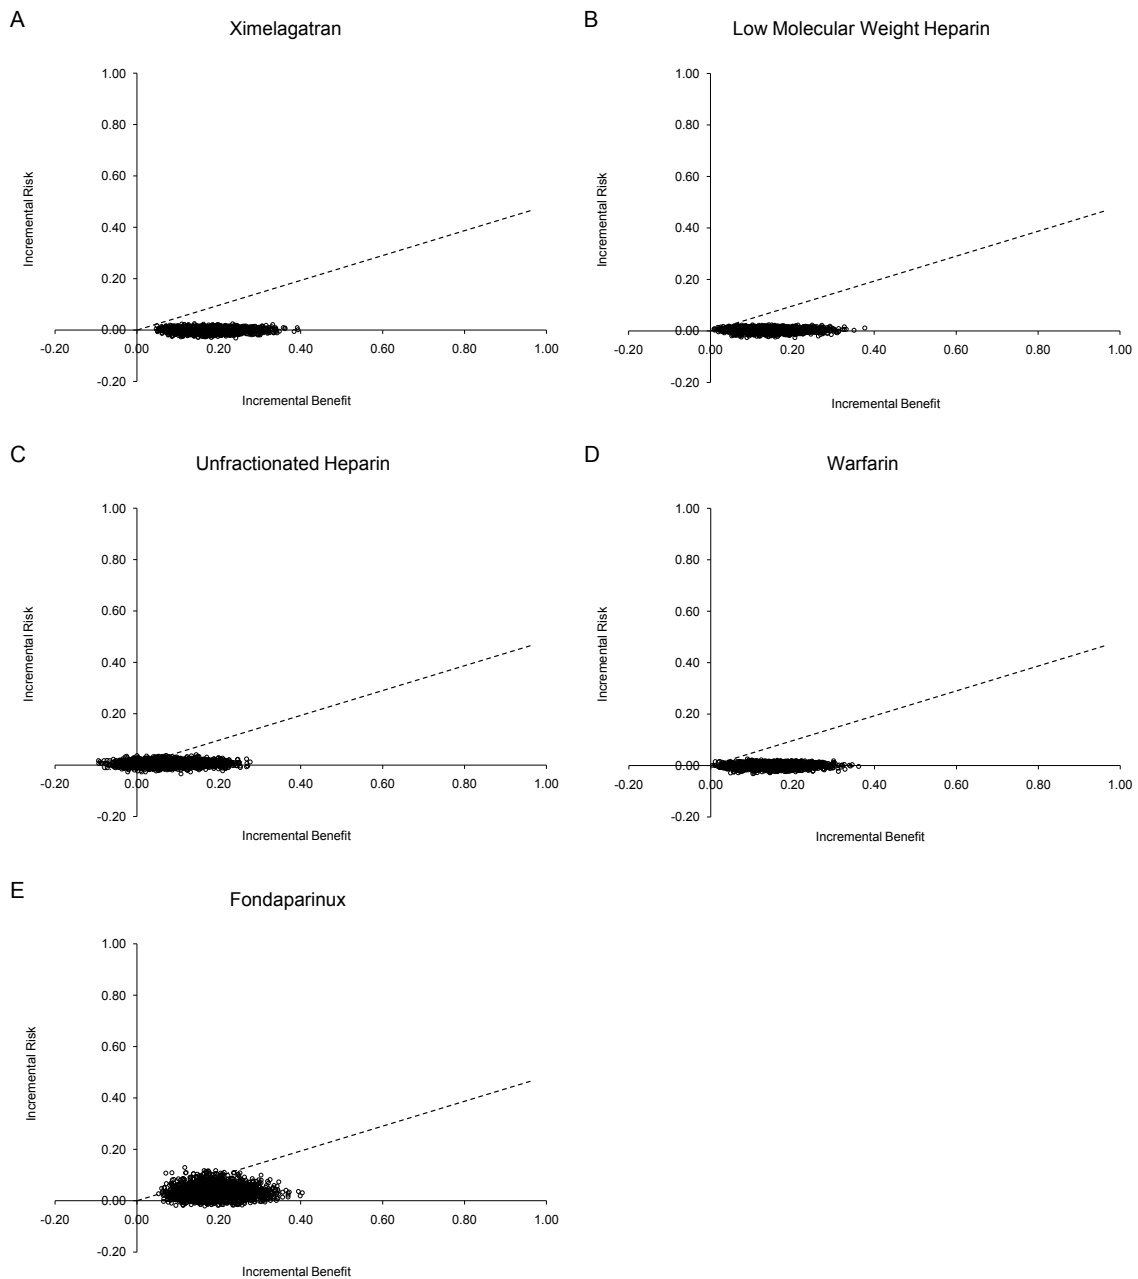 A
Ximelagatran
1.00
0.80
0.60
0.40
0.20
0.00
-0.20
-0.20 0.00 0.20 0.40 0.60 0.80 1.00
Incremental Risk
Incremental Benefit
B
Low Molecular Weight Heparin
1.00
0.80
0.60
0.40
0.20
0.00
-0.20
-0.20 0.00 0.20 0.40 0.60 0.80 1.00
Incremental Risk
Incremental Benefit
C
Unfractionated Heparin
1.00
0.80
0.60
0.40
0.20
0.00
-0.20
-0.20 0.00 0.20 0.40 0.60 0.80 1.00
Incremental Risk
Incremental Benefit
D
Warfarin
1.00
0.80
0.60
0.40
0.20
0.00
-0.20
-0.20 0.00 0.20 0.40 0.60 0.80 1.00
Incremental Risk
Incremental Benefit
E
Fondaparinux
1.00
0.80
0.60
0.40
0.20
0.00
-0.20
-0.20 0.00 0.20 0.40 0.60 0.80 1.00
Incremental Risk
Incremental Benefit